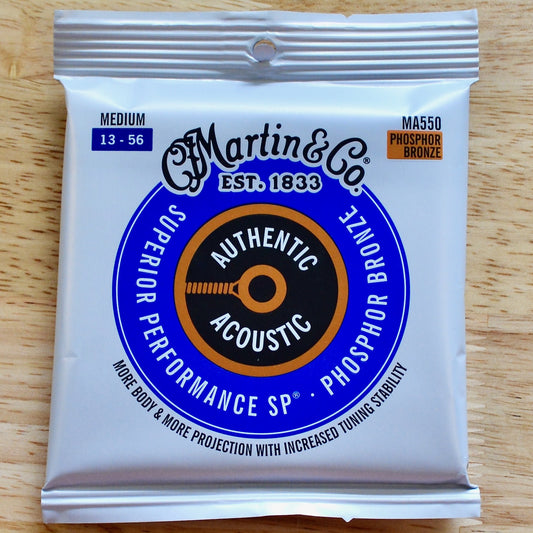 MEDIUM
13 - 56
MA550
PHOSPHOR
BRONZE
CF Martin & Co.®
EST. 1833
SUPERIOR PERFORMANCE SP® · PHOSPHOR BRONZE
AUTHENTIC
ACOUSTIC
MORE BODY & MORE PROJECTION WITH INCREASED TUNING STABILITY